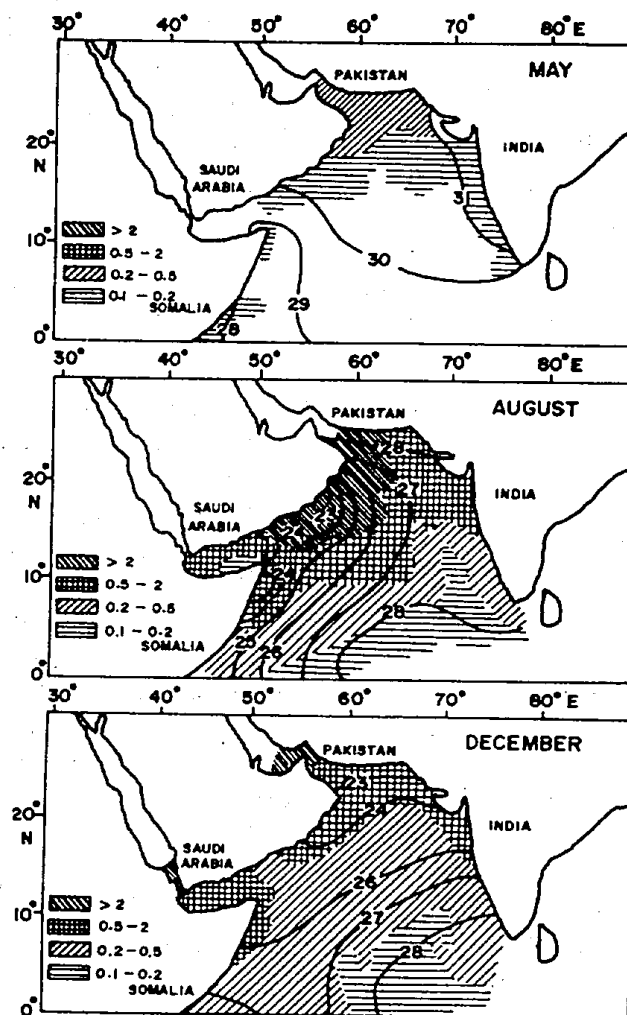 30° 40° 50° 60° 70° 80°E
PAKISTAN MAY
20°
N
INDIA
SAUDI
ARABIA
3
> 2
10°
0.5 - 2
30
0.2 - 0.5
29
0.1 - 0.2
SOMALIA
28
0°
30° 40° 50° 60° 70° 80°E
PAKISTAN AUGUST
28
20°
N
27
SAUDI
ARABIA
INDIA
> 2
10°
24
0.5 - 2
0.2 - 0.5
28
0.1 - 0.2
SOMALIA
25 26
0°
30° 40° 50° 60° 70° 80°E
PAKISTAN DECEMBER
23
20°
24
N
INDIA
SAUDI
ARABIA
26
> 2
10°
27
0.5 - 2
0.2 - 0.5
28
0.1 - 0.2
SOMALIA
0°